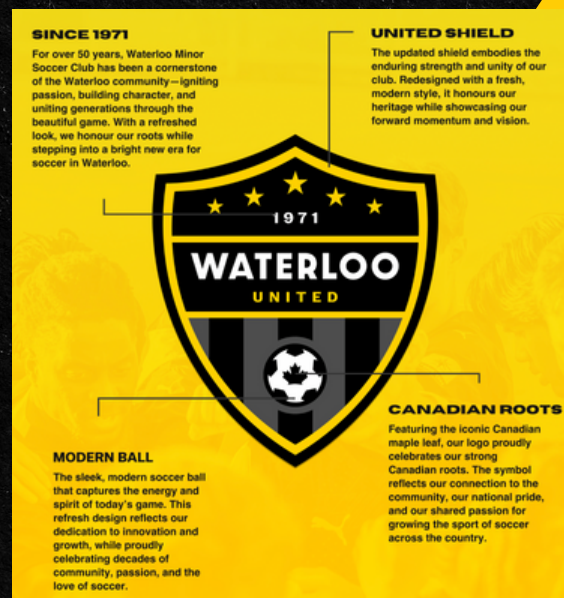 SINCE 1971
For over 50 years, Waterloo Minor
Soccer Club has been a cornerstone
of the Waterloo community—igniting
passion, building character, and
uniting generations through the
beautiful game. With a refreshed
look, we honour our roots while
stepping into a bright new era for
soccer in Waterloo.
UNITED SHIELD
The updated shield embodies the
enduring strength and unity of our
club. Redesigned with a fresh,
modern style, it honours our
heritage while showcasing our
forward momentum and vision.
1971
WATERLOO
UNITED
MODERN BALL
The sleek, modern soccer ball
that captures the energy and
spirit of today's game. This
refresh design reflects our
dedication to innovation and
growth, while proudly
celebrating decades of
community, passion, and the
love of soccer.
CANADIAN ROOTS
Featuring the iconic Canadian
maple leaf, our logo proudly
celebrates our strong
Canadian roots. The symbol
reflects our connection to the
community, our national pride,
and our shared passion for
growing the sport of soccer
across the country.